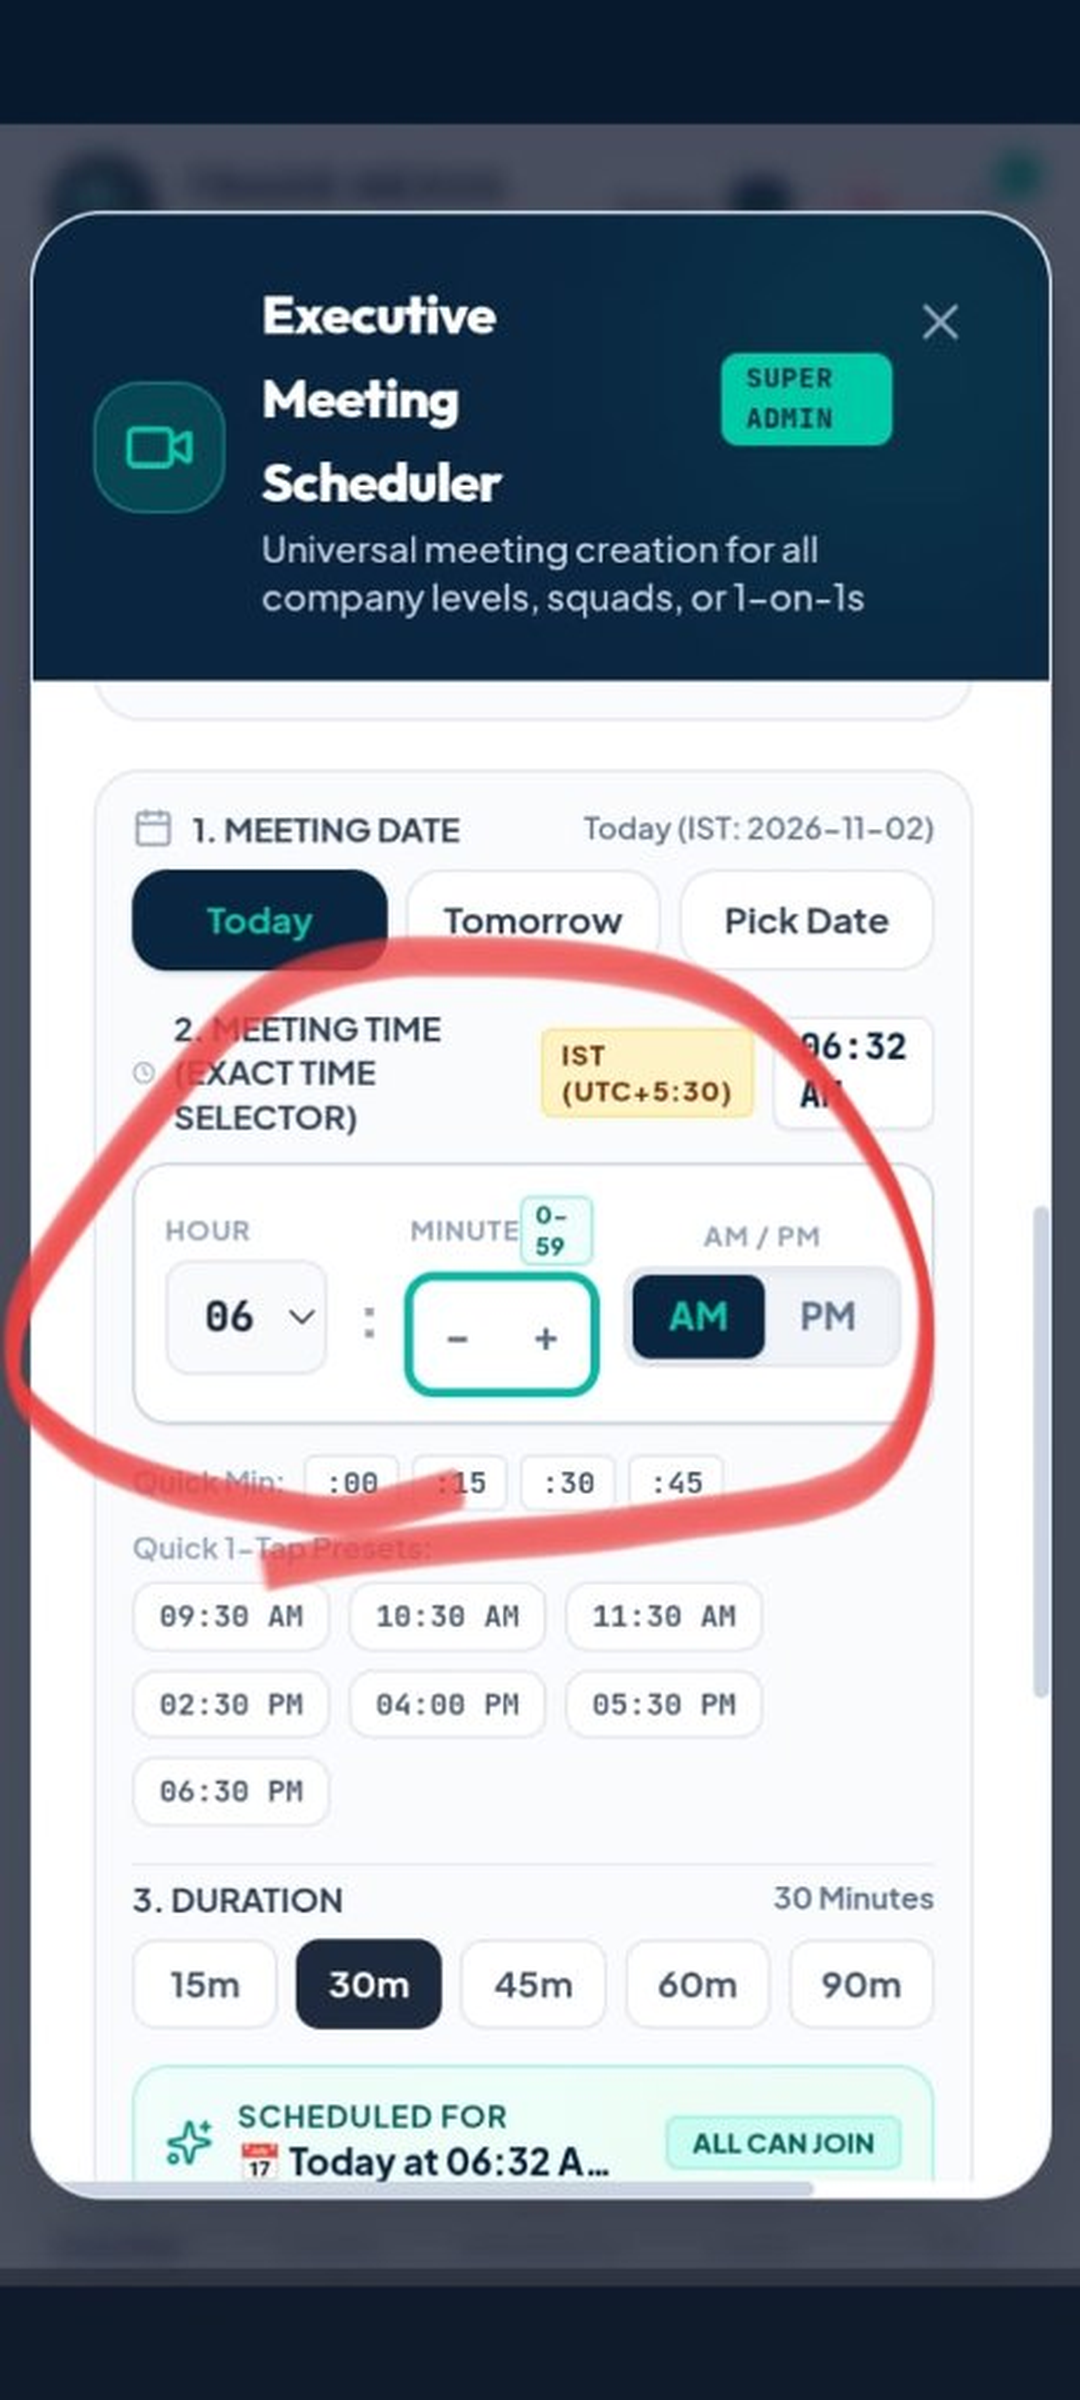 Executive
Meeting
Scheduler
SUPER
ADMIN
Universal meeting creation for all
company levels, squads, or 1-on-1s
1. MEETING DATE
Today (IST: 2026-11-02)
Today
Tomorrow
Pick Date
2. MEETING TIME
(EXACT TIME
SELECTOR)
IST
(UTC+5:30)
06:32
AM
HOUR
MINUTE
0-
59
AM / PM
06
:
-
+
AM
PM
Quick Min:
:00
:15
:30
:45
Quick 1-Tap Presets:
09:30 AM
10:30 AM
11:30 AM
02:30 PM
04:00 PM
05:30 PM
06:30 PM
3. DURATION
30 Minutes
15m
30m
45m
60m
90m
SCHEDULED FOR
📅 Today at 06:32 A...
ALL CAN JOIN